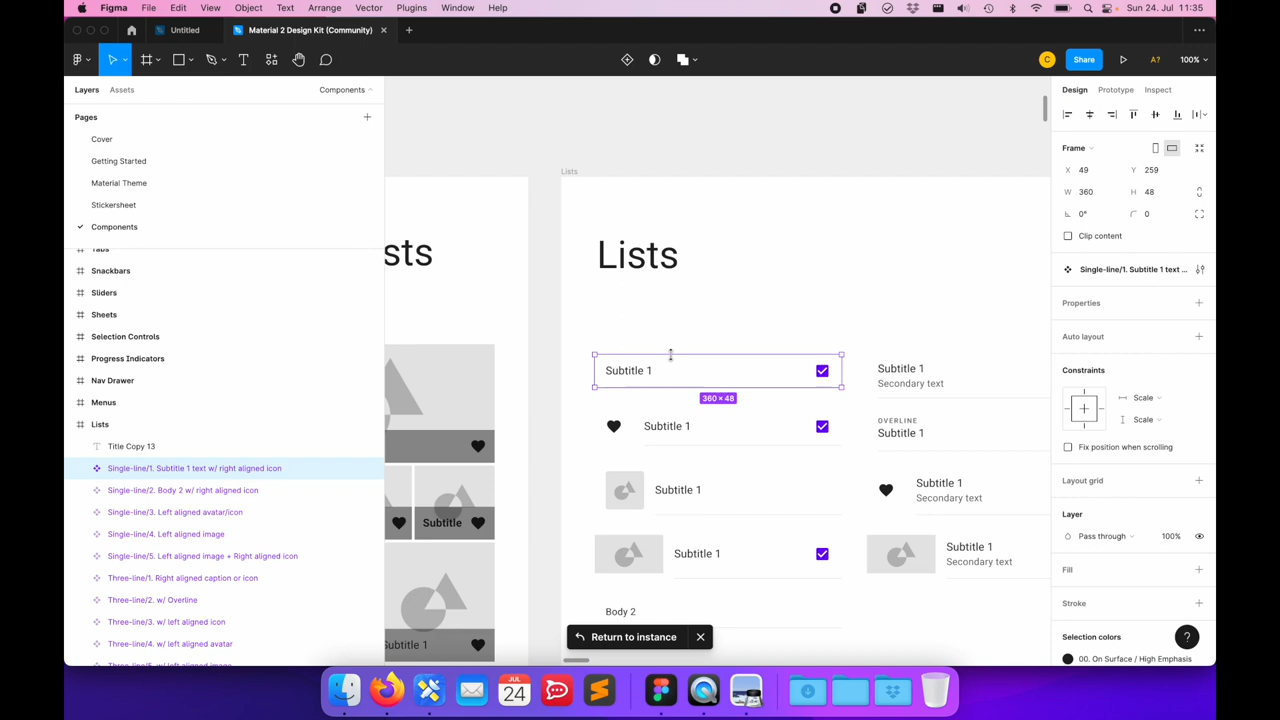 Figma File Edit View Object Text Arrange Vector Plugins Window Help Sun 24. Jul 11:35
Untitled Material 2 Design Kit (Community)
C Share A? 100%
Layers Assets Components
Pages
Cover
Getting Started
Material Theme
Stickersheet
Components
Tabs
Snackbars
Sliders
Sheets
Selection Controls
Progress Indicators
Nav Drawer
Menus
Lists
Title Copy 13
Single-line/1. Subtitle 1 text w/ right aligned icon
Single-line/2. Body 2 w/ right aligned icon
Single-line/3. Left aligned avatar/icon
Single-line/4. Left aligned image
Single-line/5. Left aligned image + Right aligned icon
Three-line/1. Right aligned caption or icon
Three-line/2. w/ Overline
Three-line/3. w/ left aligned icon
Three-line/4. w/ left aligned avatar
Three-line/5. w/ left aligned image
sts
Subtitle
Subtitle 1
Lists
Lists
Subtitle 1
360 × 48
Subtitle 1
Subtitle 1
Subtitle 1
Body 2
Subtitle 1
Secondary text
OVERLINE
Subtitle 1
Subtitle 1
Secondary text
Subtitle 1
Secondary text
Return to instance
Design Prototype Inspect
Frame
X 49 Y 259
W 360 H 48
0° 0
Clip content
Single-line/1. Subtitle 1 text ...
Properties
Auto layout
Constraints
Scale
Scale
Fix position when scrolling
Layout grid
Layer
Pass through 100%
Fill
Stroke
Selection colors
?
00. On Surface / High Emphasis
JUL
24